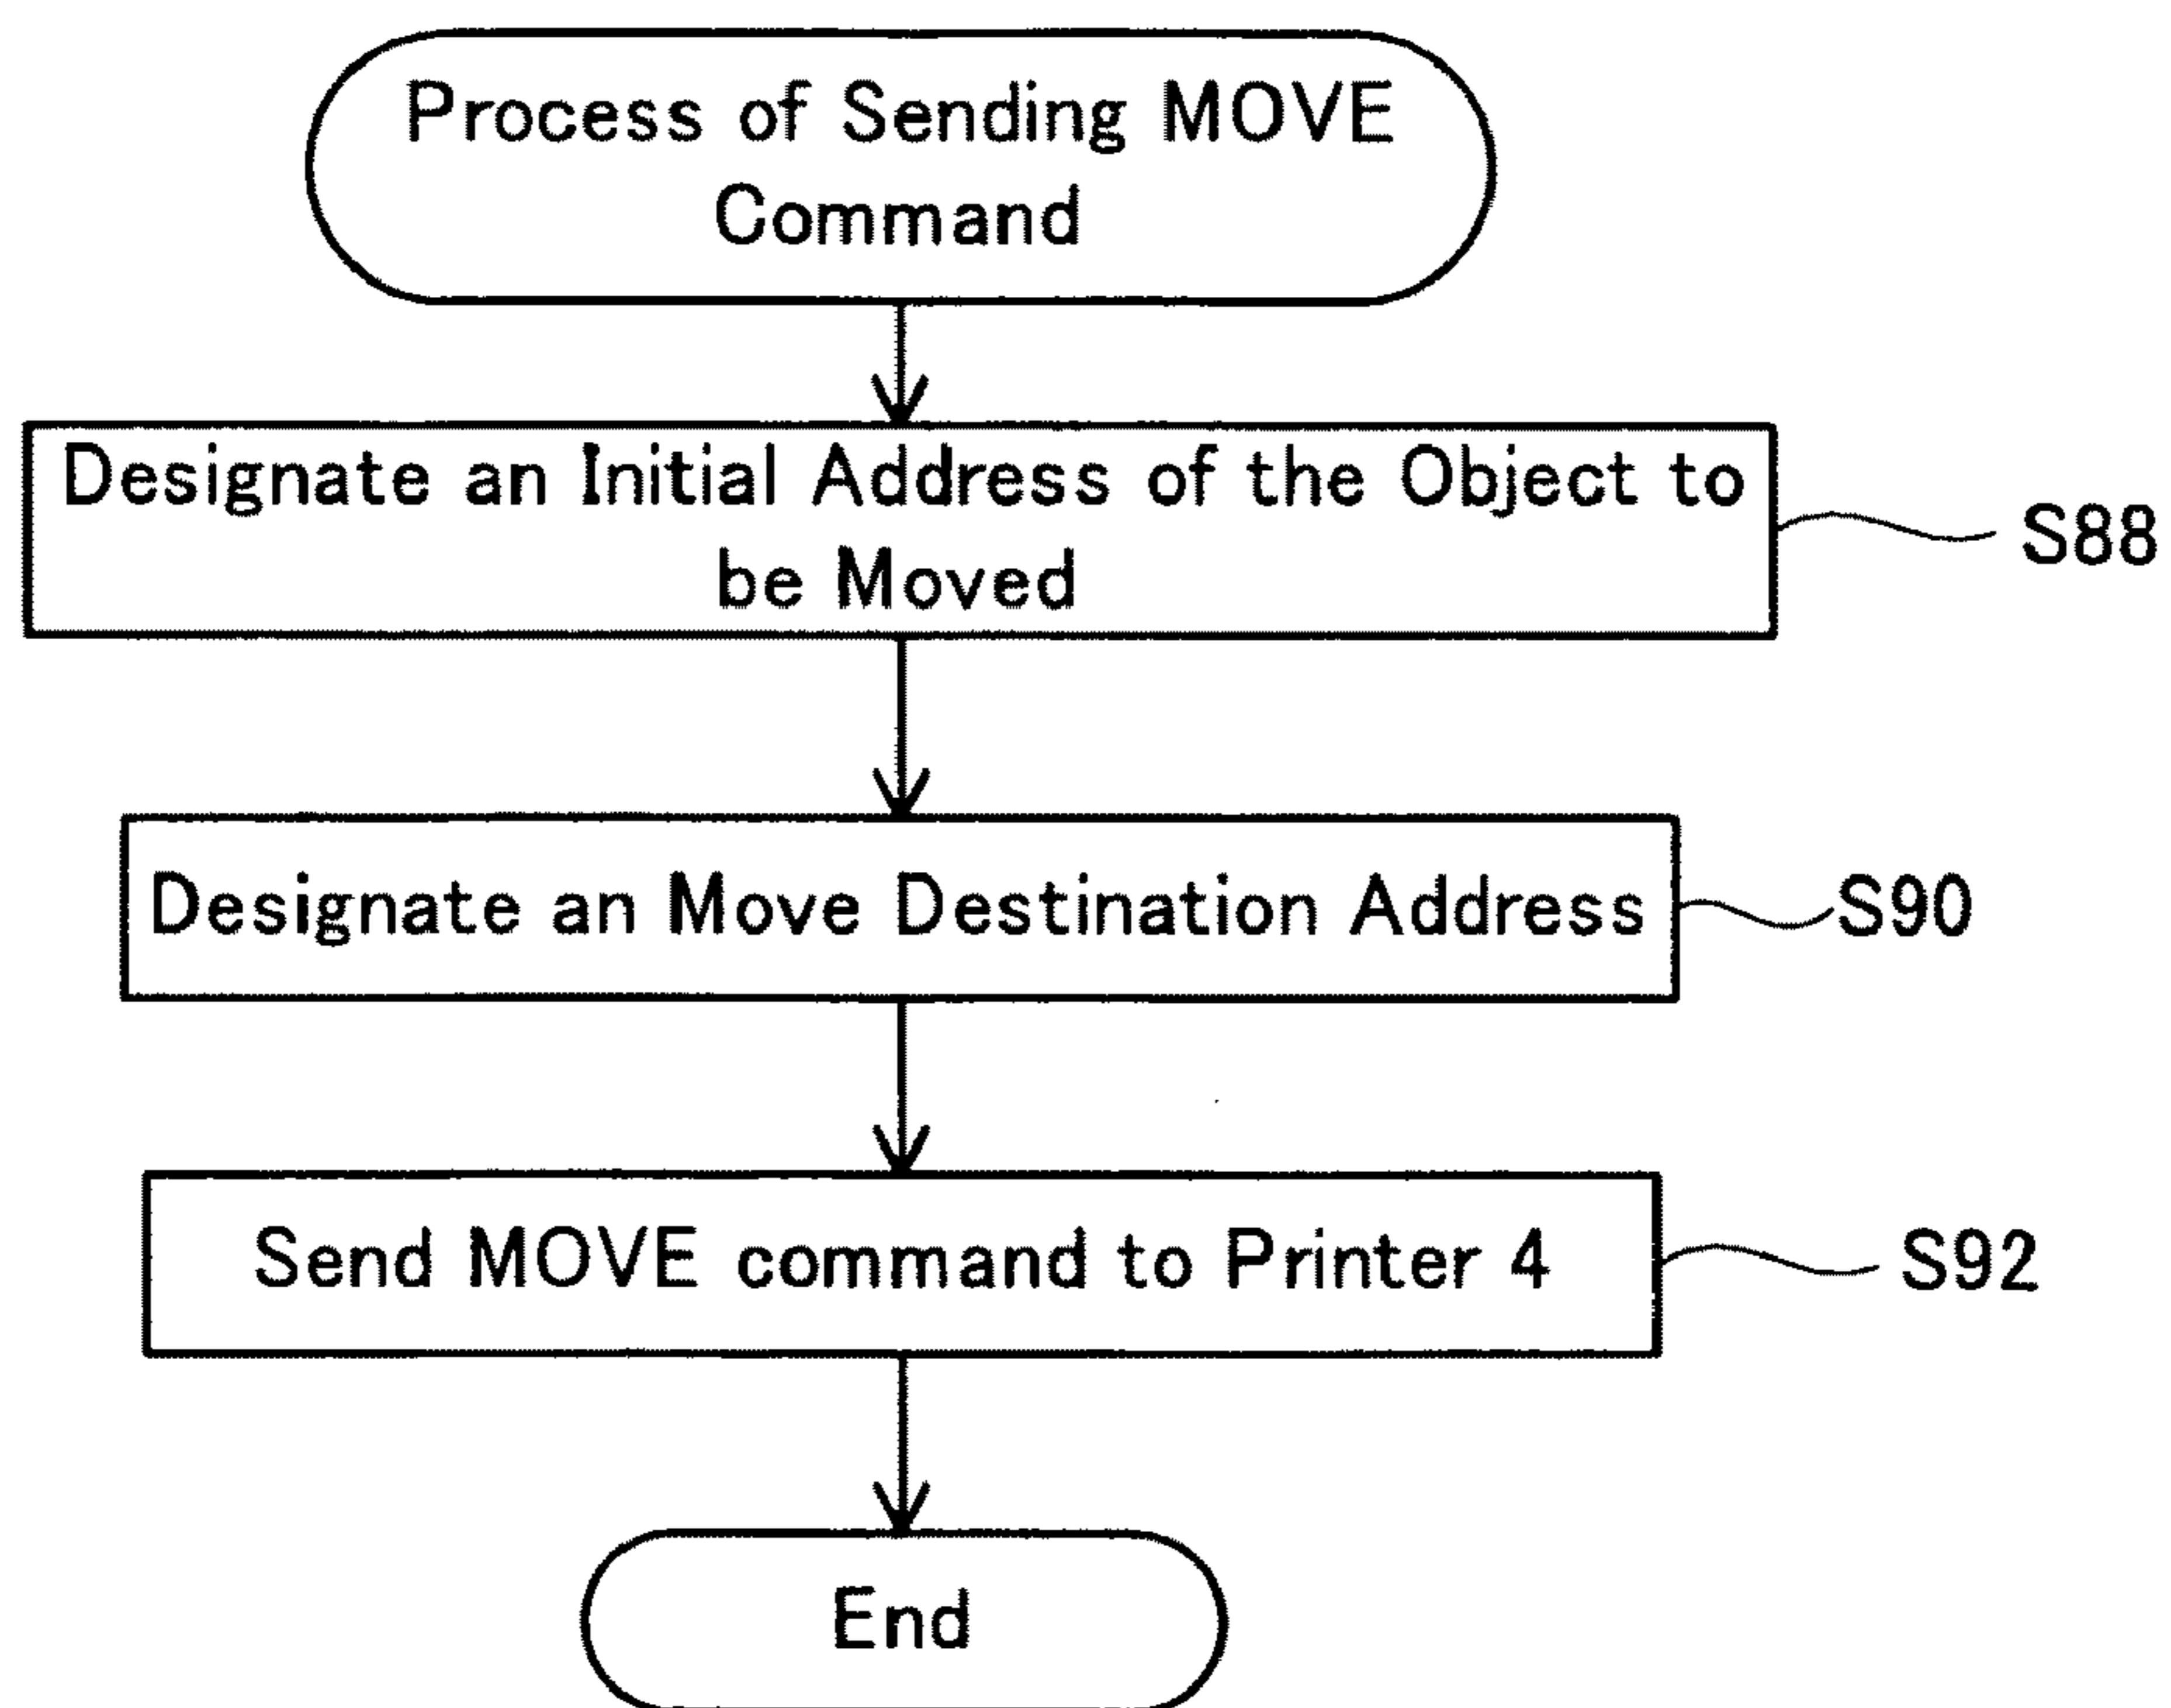 Process of Sending MOVE
Command
Designate an Initial Address of the Object to
be Moved
S88
Designate an Move Destination Address
S90
Send MOVE command to Printer 4
S92
End